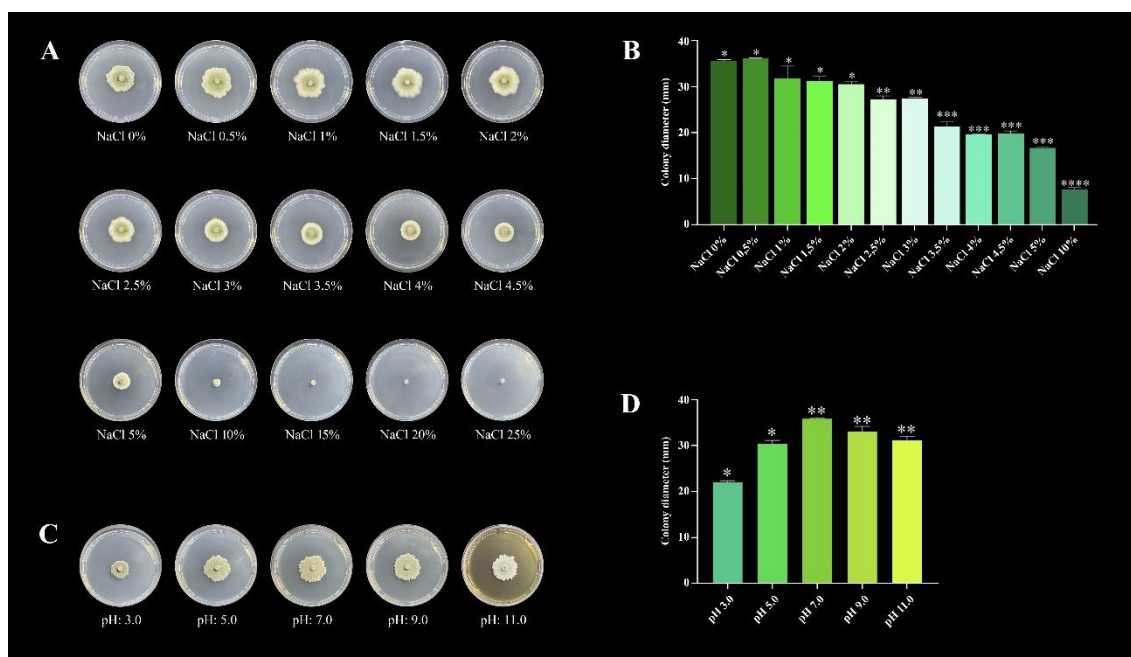 A
NaCl 0% NaCl 0.5% NaCl 1% NaCl 1.5% NaCl 2%
NaCl 2.5% NaCl 3% NaCl 3.5% NaCl 4% NaCl 4.5%
NaCl 5% NaCl 10% NaCl 15% NaCl 20% NaCl 25%
B
Colony diameter (mm)
40
30
20
10
0
* * * * * ** ** *** *** *** *** ****
NaCl 0% NaCl 0,5% NaCl 1% NaCl 1,5% NaCl 2% NaCl 2,5% NaCl 3% NaCl 3.5% NaCl 4% NaCl 4,5% NaCl 5% NaCl 10%
C
pH: 3.0 pH: 5.0 pH: 7.0 pH: 9.0 pH: 11.0
D
Colony diameter (mm)
40
30
20
10
0
* * ** ** **
pH 3.0 pH 5.0 pH 7.0 pH 9.0 pH 11.0